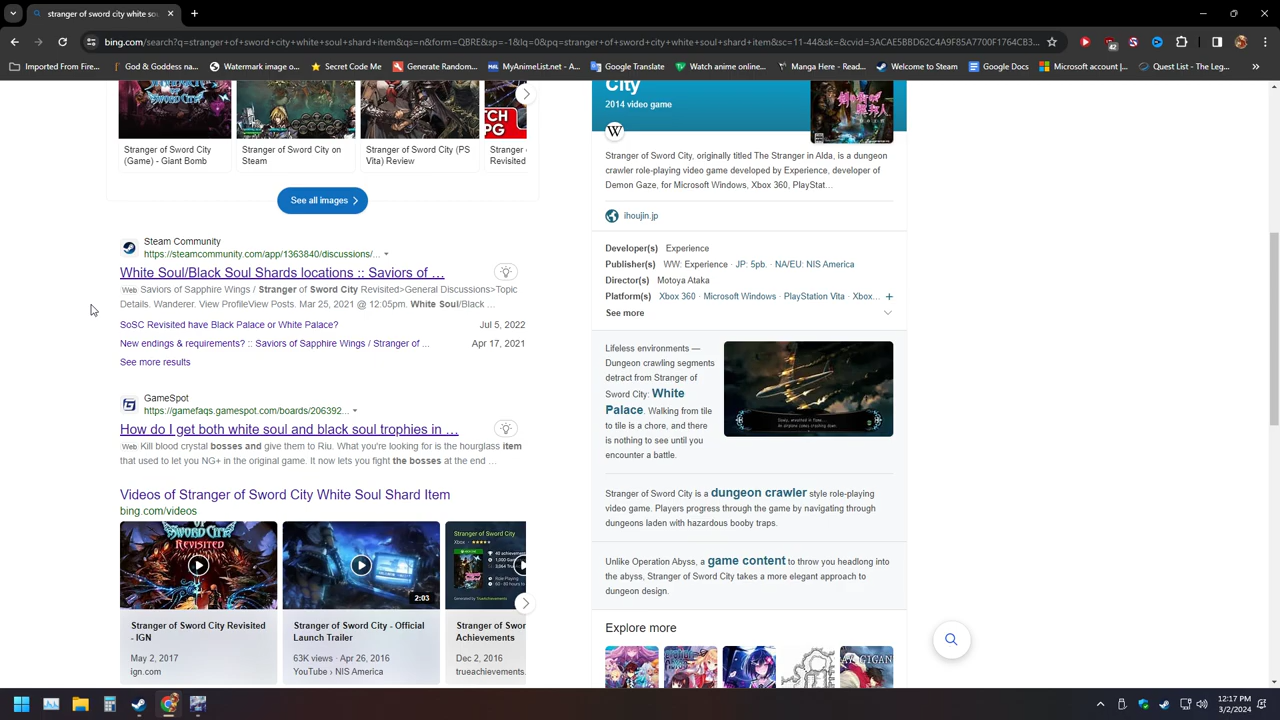 stranger of sword city white sou
bing.com/search?q=stranger+of+sword+city+white+soul+shard+item&qs=n&form=QBRE&sp=-1&lq=0&pq=stranger+of+sword+city+white+soul+shard+item&sc=11-44&sk=&cvid=3ACAE5BBD62C4A9F85A7700F1764CB3...
42
Imported From Fire...
God & Goddess na...
Watermark image o...
Secret Code Me
Random Generator...
Anime List - MyAni...
Google Translate
Watch anime online...
Manga Here - Read...
Welcome to Steam
Google Docs
Microsoft account |...
Quest List - The Leg...
Stranger of Sword City
(Game) - Giant Bomb
Stranger of Sword City on
Steam
Stranger of Sword City (PS
Vita) Review
Stranger
Revisited
See all images
Steam Community
https://steamcommunity.com/app/1363840/discussions/...
White Soul/Black Soul Shards locations :: Saviors of ...
Web Saviors of Sapphire Wings / Stranger of Sword City Revisited>General Discussions>Topic
Details. Wanderer. View ProfileView Posts. Mar 25, 2021 @ 12:05pm. White Soul/Black ...
SoSC Revisited have Black Palace or White Palace?
Jul 5, 2022
New endings & requirements? :: Saviors of Sapphire Wings / Stranger of ...
Apr 17, 2021
See more results
GameSpot
https://gamefaqs.gamespot.com/boards/206392...
How do I get both white soul and black soul trophies in ...
Web Kill blood crystal bosses and give them to Riu. What you're looking for is the hourglass item
that used to let you NG+ in the original game. It now lets you fight the bosses at the end ...
Videos of Stranger of Sword City White Soul Shard Item
bing.com/videos
OF SWORD CITY
REVISITED
2:03
Stranger of Sword City
Stranger of Sword City Revisited
- IGN
May 2, 2017
ign.com
Stranger of Sword City - Official
Launch Trailer
63K views · Apr 26, 2016
YouTube › NIS America
Stranger of Swor
Achievements
Dec 2, 2016
trueachievements.
City
2014 video game
W
Stranger of Sword City, originally titled The Stranger in Alda, is a dungeon
crawler role-playing video game developed by Experience, developer of
Demon Gaze, for Microsoft Windows, Xbox 360, PlayStat...
ihoujin.jp
Developer(s) Experience
Publisher(s) WW: Experience · JP: 5pb. · NA/EU: NIS America
Director(s) Motoya Ataka
Platform(s) Xbox 360 · Microsoft Windows · PlayStation Vita · Xbox...
See more
Lifeless environments —
Dungeon crawling segments
detract from Stranger of
Sword City: White
Palace. Walking from tile
to tile is a chore, and there
is nothing to see until you
encounter a battle.
Stranger of Sword City is a dungeon crawler style role-playing
video game. Players progress through the game by navigating through
dungeons laden with hazardous booby traps.
Unlike Operation Abyss, a game content to throw you headlong into
the abyss, Stranger of Sword City takes a more elegant approach to
dungeon design.
Explore more
12:17 PM
3/2/2024